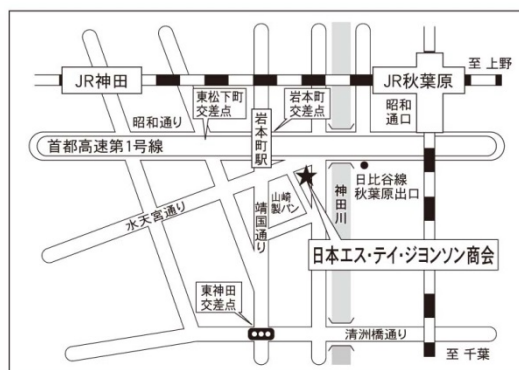 至 上野
JR神田
JR秋葉原
昭和通り
東松下町
交差点
岩本町
交差点
昭和
通口
首都高速第1号線
岩本町駅
日比谷線
秋葉原出口
山崎
製パン
神田川
水天宮通り
靖国通り
日本エス・テイ・ジヨンソン商会
東神田
交差点
清洲橋通り
至 千葉